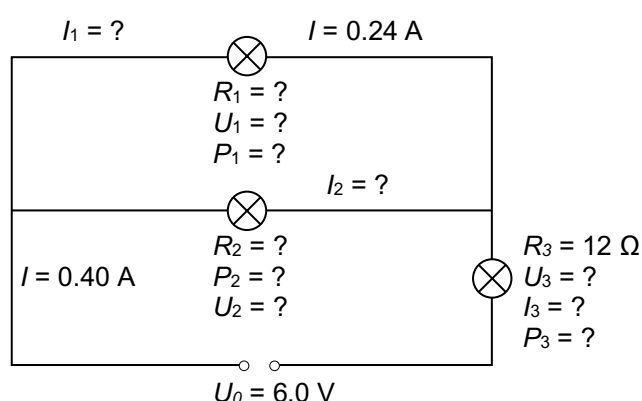 I1 = ?
I = 0.24 A
R1 = ?
U1 = ?
P1 = ?
I2 = ?
R2 = ?
P2 = ?
U2 = ?
I = 0.40 A
R3 = 12 Ω
U3 = ?
I3 = ?
P3 = ?
U0 = 6.0 V